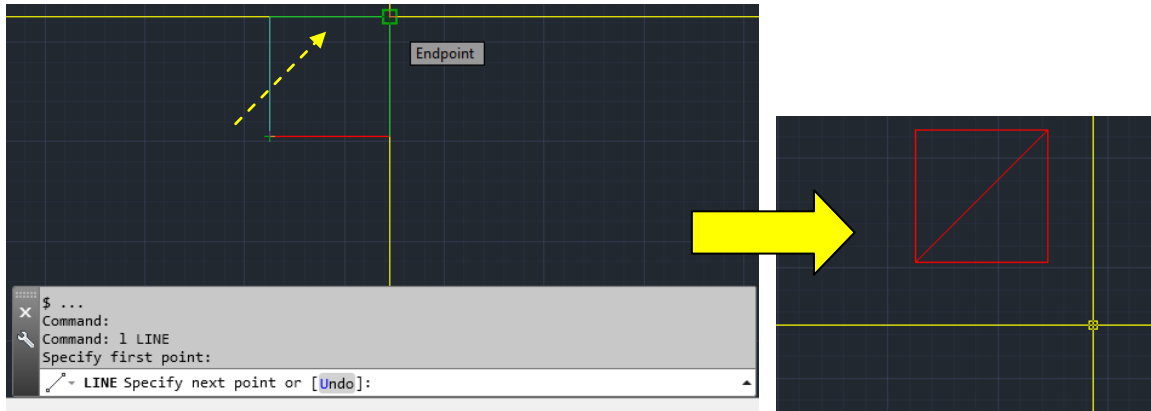 Endpoint
$ ...
Command:
Command: l LINE
Specify first point:
LINE Specify next point or [Undo]: